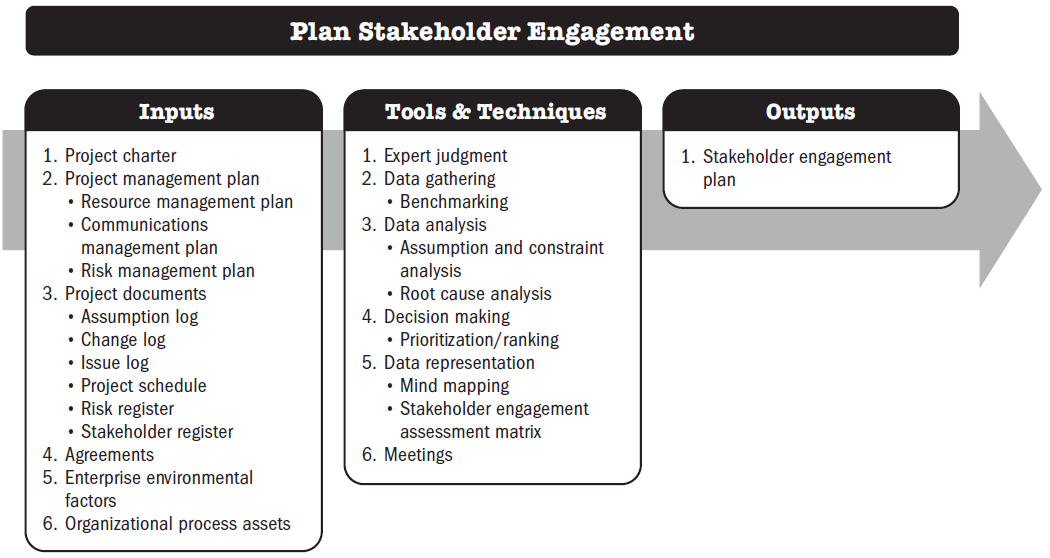 Plan Stakeholder Engagement
Inputs
1. Project charter
2. Project management plan
• Resource management plan
• Communications
management plan
• Risk management plan
3. Project documents
• Assumption log
• Change log
• Issue log
• Project schedule
• Risk register
• Stakeholder register
4. Agreements
5. Enterprise environmental
factors
6. Organizational process assets
Tools & Techniques
1. Expert judgment
2. Data gathering
• Benchmarking
3. Data analysis
• Assumption and constraint
analysis
• Root cause analysis
4. Decision making
• Prioritization/ranking
5. Data representation
• Mind mapping
• Stakeholder engagement
assessment matrix
6. Meetings
Outputs
1. Stakeholder engagement
plan